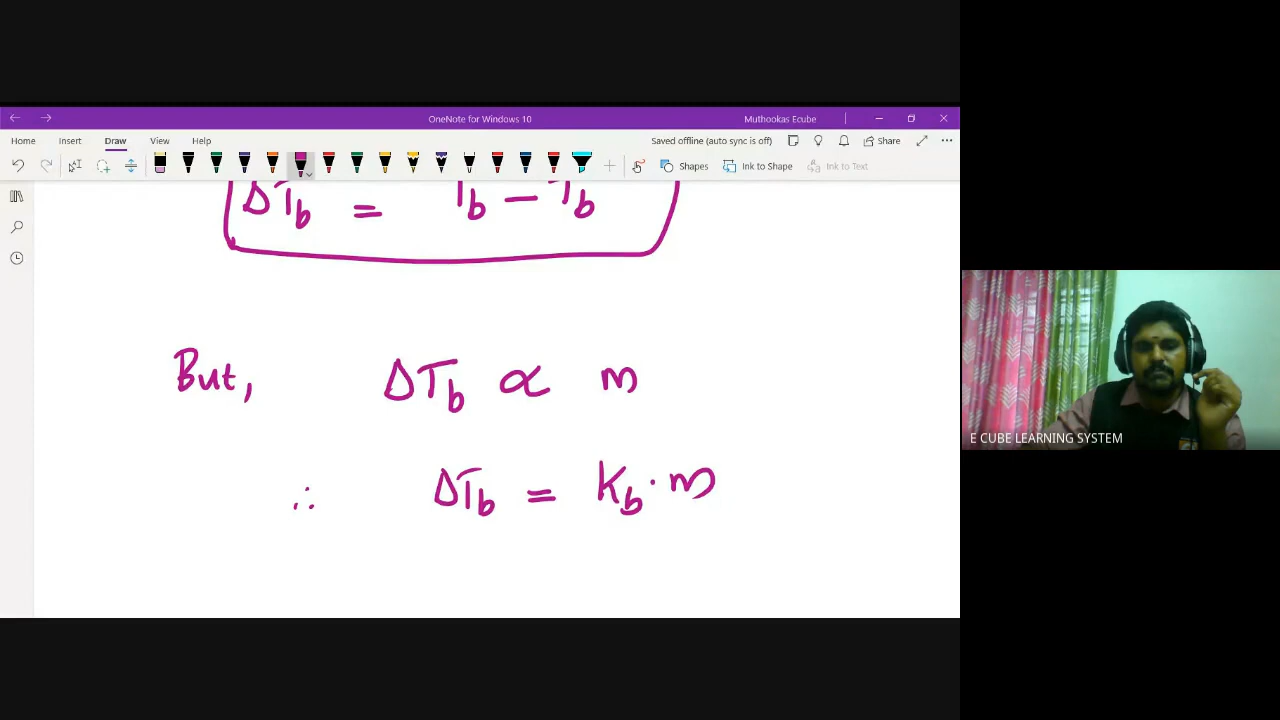 OneNote for Windows 10
Muthookas Ecube
Home Insert Draw View Help
Saved offline (auto sync is off) Share
Shapes Ink to Shape Ink to Text
ΔTb = Tb − Tb
But, ΔTb ∝ m
∴ ΔTb = Kb · m
E CUBE LEARNING SYSTEM